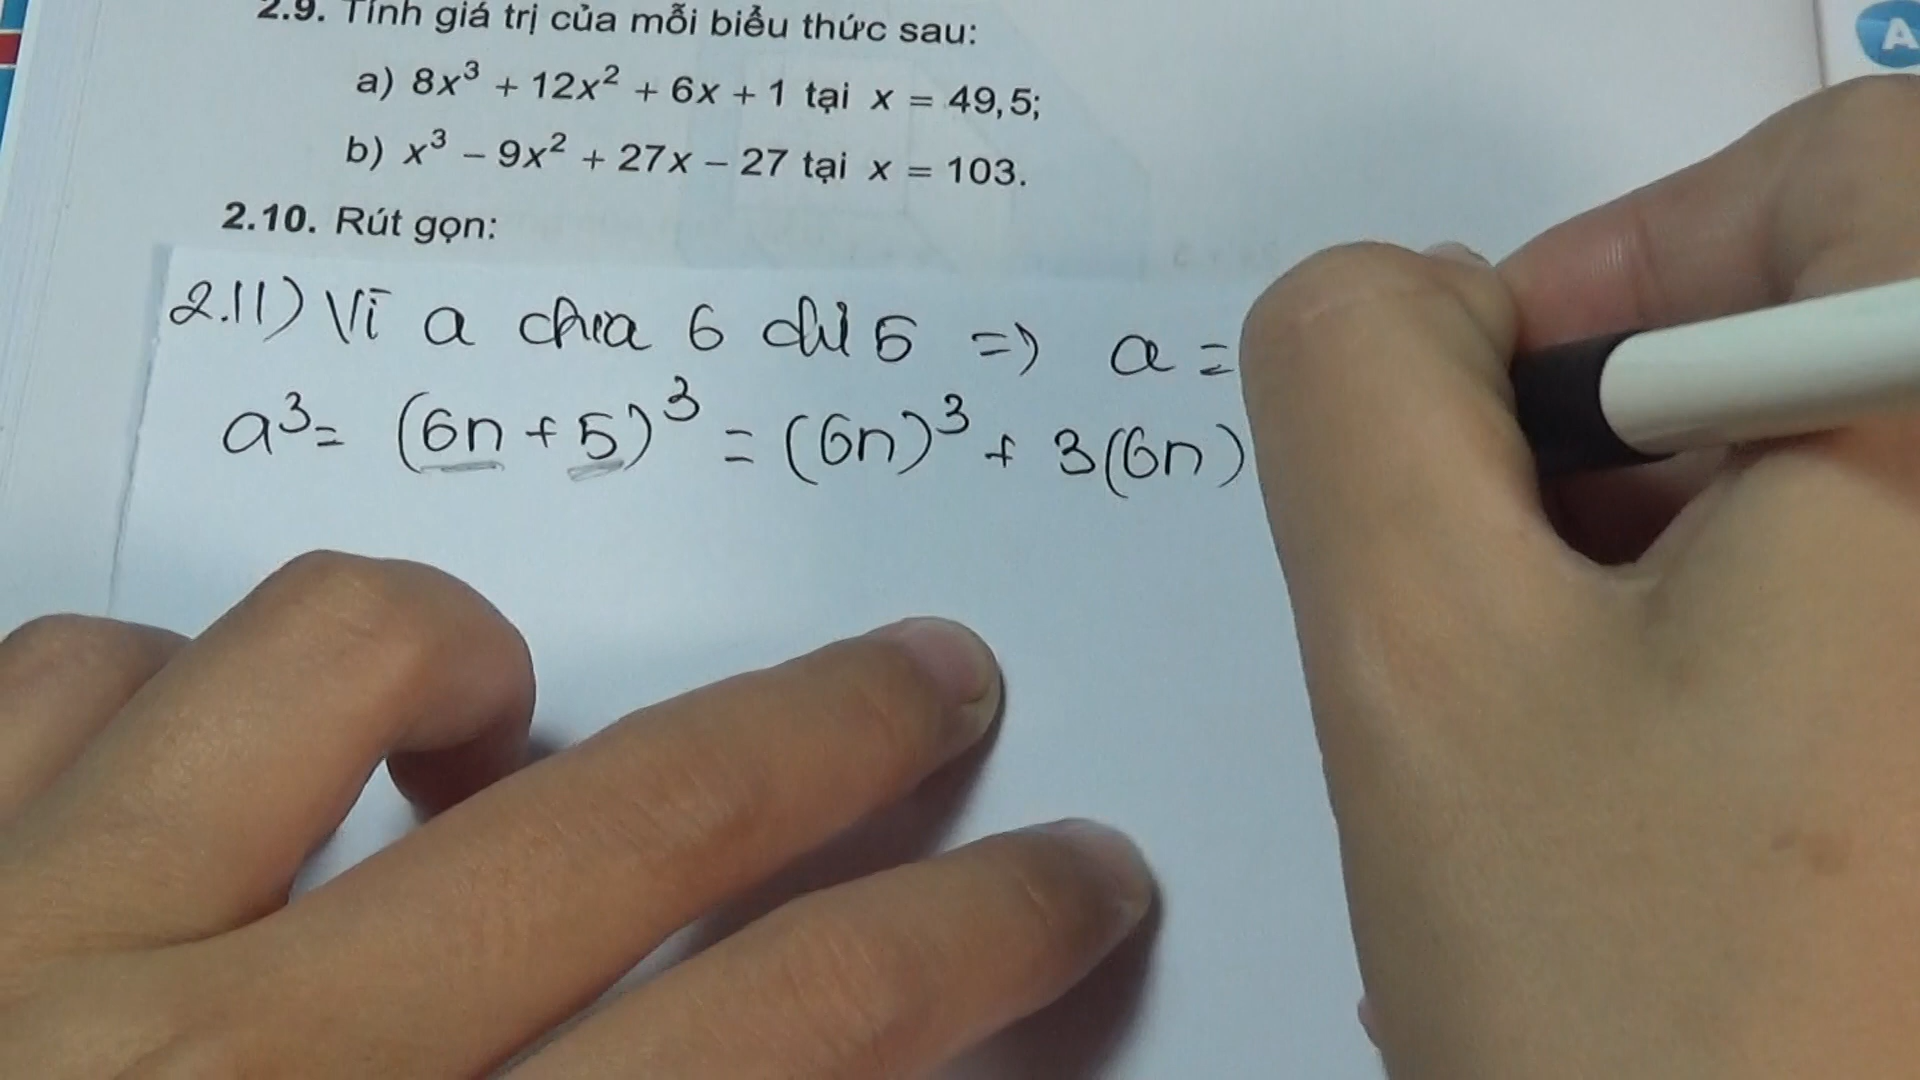 2.9. Tính giá trị của mỗi biểu thức sau:
a) 8x³ + 12x² + 6x + 1 tại x = 49,5;
b) x³ − 9x² + 27x − 27 tại x = 103.
2.10. Rút gọn:
2.11) Vì a chia 6 dư 5 => a =
a³ = (6n + 5)³ = (6n)³ + 3(6n)
A